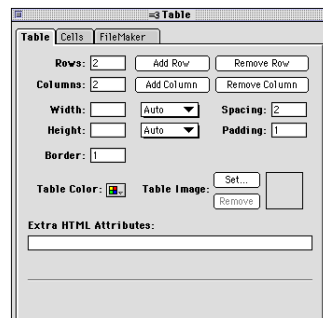 =3 Table
Table Cells FileMaker
Rows: 2 Add Row Remove Row
Columns: 2 Add Column Remove Column
Width: Auto Spacing: 2
Height: Auto Padding: 1
Border: 1
Table Color: Table Image: Set...
Remove
Extra HTML Attributes: